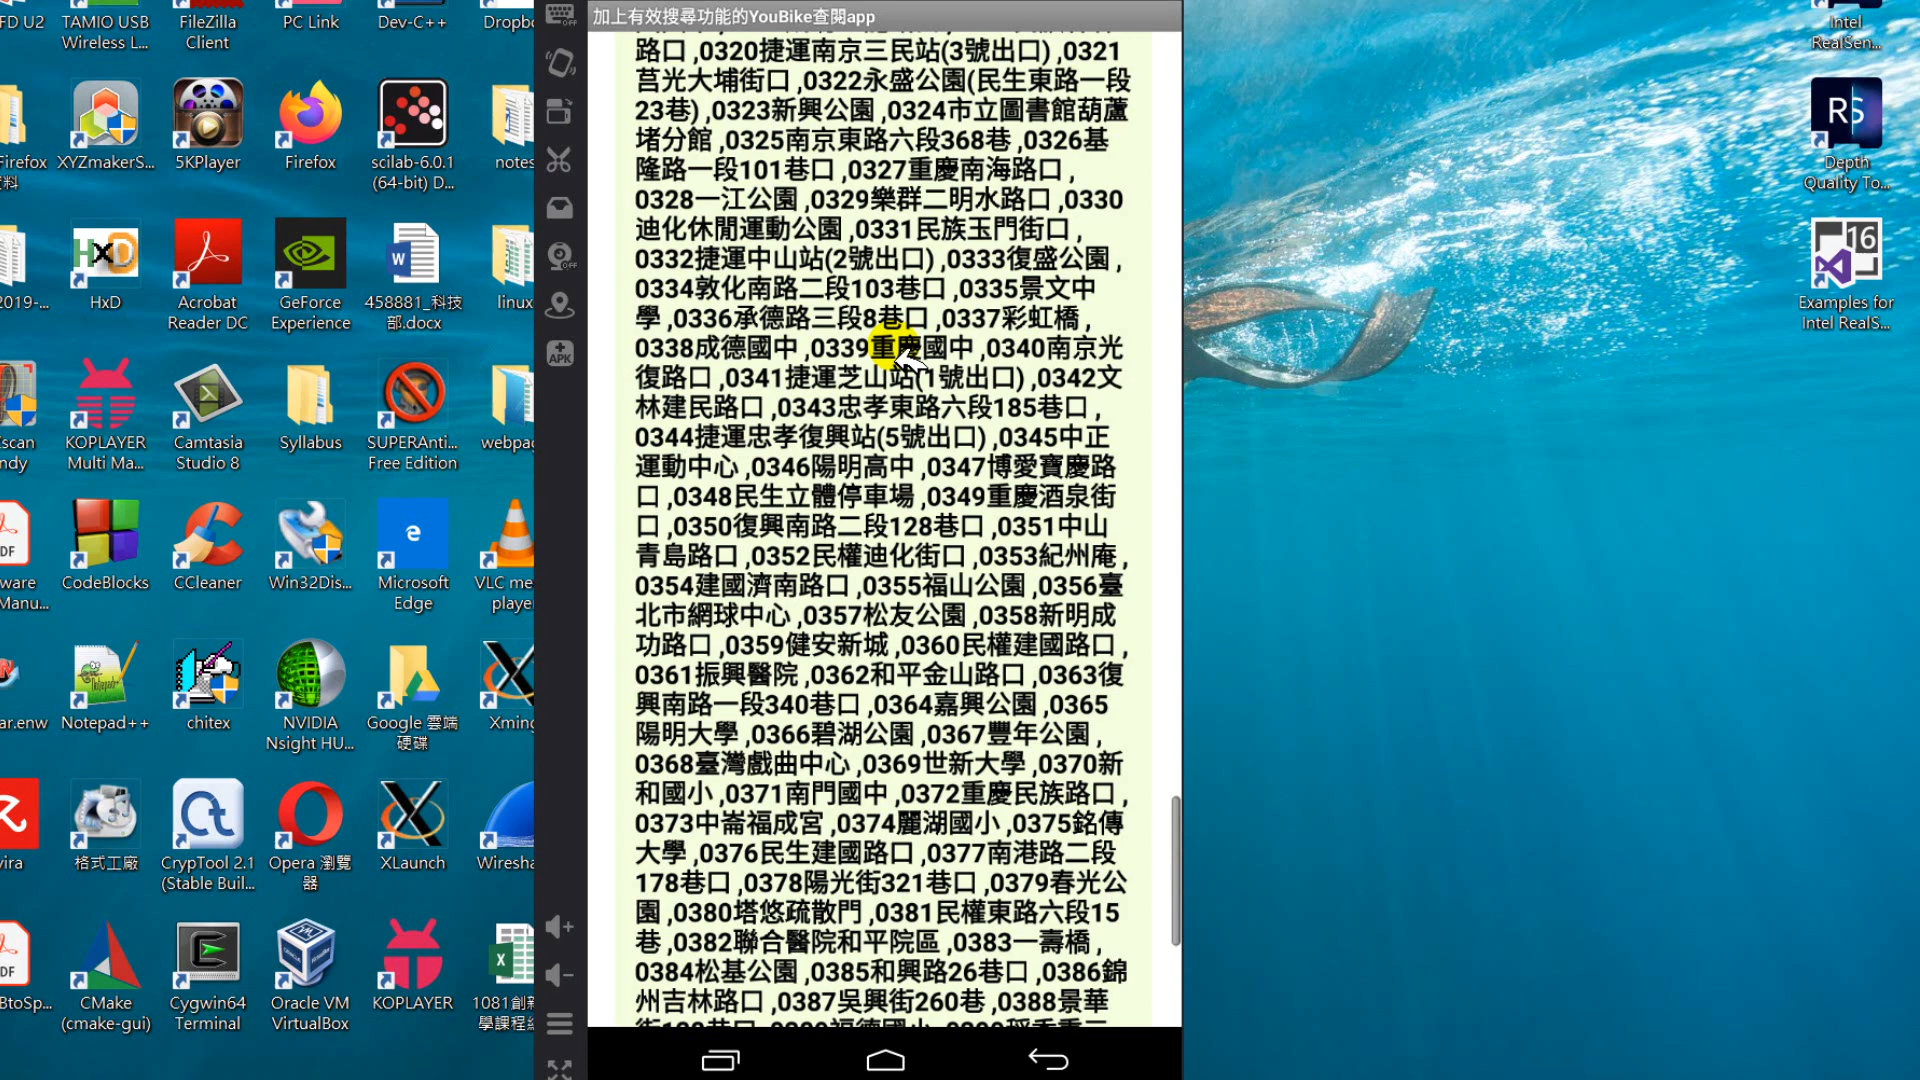 FD U2
TAMIO USB
Wireless L...
FileZilla
Client
PC Link
Dev-C++
Dropbo
Firefox
資料
XYZmakerS...
5KPlayer
Firefox
scilab-6.0.1
(64-bit) D...
notes
2019-...
HxD
Acrobat
Reader DC
GeForce
Experience
458881_科技
部.docx
linux
KOPLAYER
Multi Ma...
Camtasia
Studio 8
Syllabus
SUPERAnti...
Free Edition
webpag
ware
Manu...
CodeBlocks
CCleaner
Win32Dis...
Microsoft
Edge
VLC me
player
ar.enw
Notepad++
chitex
NVIDIA
Nsight HU...
Google 雲端
硬碟
Xming
vira
格式工廠
CrypTool 2.1
(Stable Buil...
Opera 瀏覽
器
XLaunch
Wiresha
BtoSp...
CMake
(cmake-gui)
Cygwin64
Terminal
Oracle VM
VirtualBox
KOPLAYER
加上有效搜尋功能的YouBike查閱app
路口 ,0320捷運南京三民站(3號出口) ,0321
莒光大埔街口 ,0322永盛公園(民生東路一段
23巷) ,0323新興公園 ,0324市立圖書館葫蘆
堵分館 ,0325南京東路六段368巷 ,0326基
隆路一段101巷口 ,0327重慶南海路口 ,
0328一江公園 ,0329樂群二明水路口 ,0330
迪化休閒運動公園 ,0331民族玉門街口 ,
0332捷運中山站(2號出口) ,0333復盛公園 ,
0334敦化南路二段103巷口 ,0335景文中
學 ,0336承德路三段8巷口 ,0337彩虹橋 ,
0338成德國中 ,0339重慶國中 ,0340南京光
復路口 ,0341捷運芝山站(1號出口) ,0342文
林建民路口 ,0343忠孝東路六段185巷口 ,
0344捷運忠孝復興站(5號出口) ,0345中正
運動中心 ,0346陽明高中 ,0347博愛寶慶路
口 ,0348民生立體停車場 ,0349重慶酒泉街
口 ,0350復興南路二段128巷口 ,0351中山
青島路口 ,0352民權迪化街口 ,0353紀州庵 ,
0354建國濟南路口 ,0355福山公園 ,0356臺
北市網球中心 ,0357松友公園 ,0358新明成
功路口 ,0359健安新城 ,0360民權建國路口 ,
0361振興醫院 ,0362和平金山路口 ,0363復
興南路一段340巷口 ,0364嘉興公園 ,0365
陽明大學 ,0366碧湖公園 ,0367豐年公園 ,
0368臺灣戲曲中心 ,0369世新大學 ,0370新
和國小 ,0371南門國中 ,0372重慶民族路口 ,
0373中崙福成宮 ,0374麗湖國小 ,0375銘傳
大學 ,0376民生建國路口 ,0377南港路二段
178巷口 ,0378陽光街321巷口 ,0379春光公
園 ,0380塔悠疏散門 ,0381民權東路六段15
巷 ,0382聯合醫院和平院區 ,0383一壽橋 ,
0384松基公園 ,0385和興路26巷口 ,0386錦
州吉林路口 ,0387吳興街260巷 ,0388景華
Intel
RealSen...
RS
Depth
Quality To...
16
Examples for
Intel RealS...